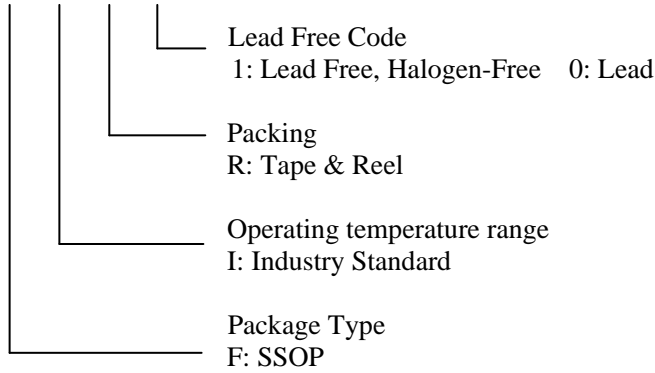 Lead Free Code
1: Lead Free, Halogen-Free 0: Lead
Packing
R: Tape & Reel
Operating temperature range
I: Industry Standard
Package Type
F: SSOP